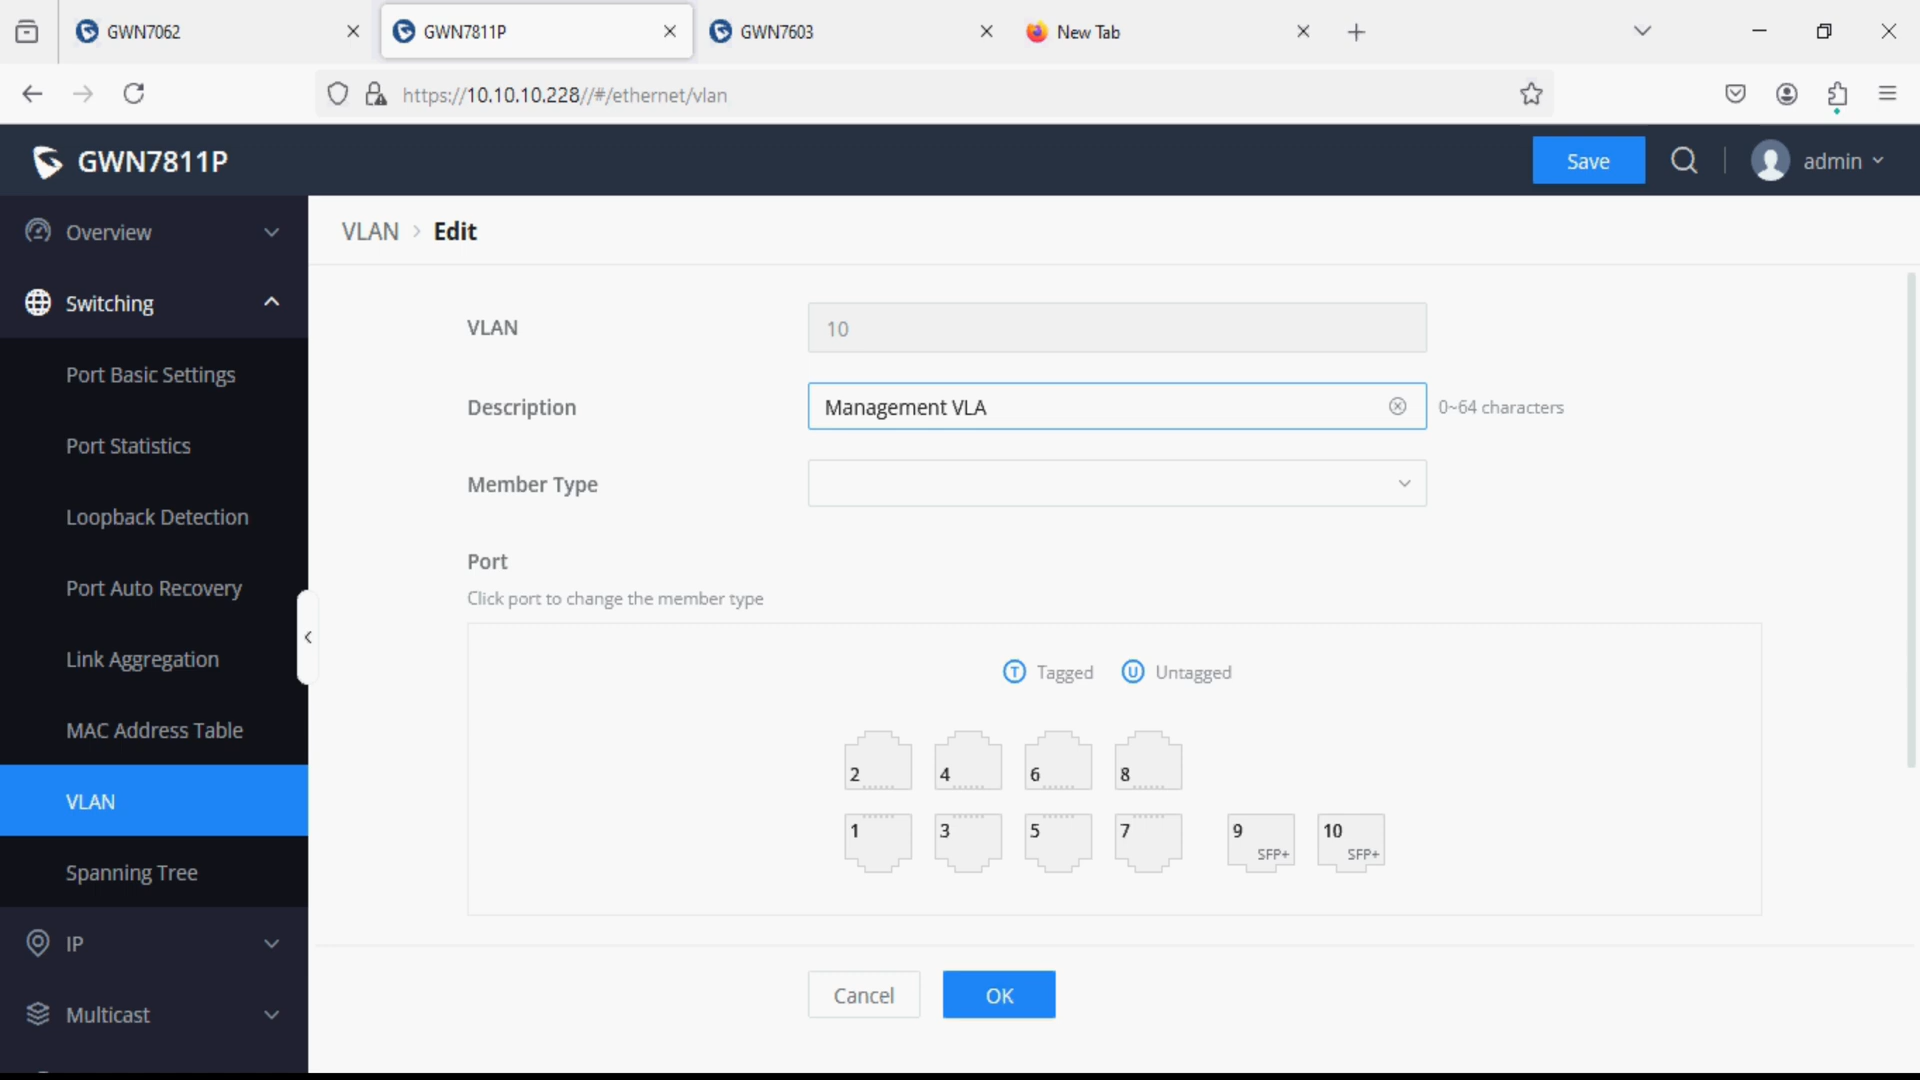 GWN7062
GWN7811P
GWN7603
New Tab
https://10.10.10.228//#/ethernet/vlan
GWN7811P
Save
admin
Overview
Switching
Port Basic Settings
Port Statistics
Loopback Detection
Port Auto Recovery
Link Aggregation
MAC Address Table
VLAN
Spanning Tree
IP
Multicast
VLAN > Edit
VLAN
10
Description
Management VLA
0~64 characters
Member Type
Port
Click port to change the member type
T Tagged U Untagged
2 4 6 8
1 3 5 7 9 SFP+ 10 SFP+
Cancel
OK